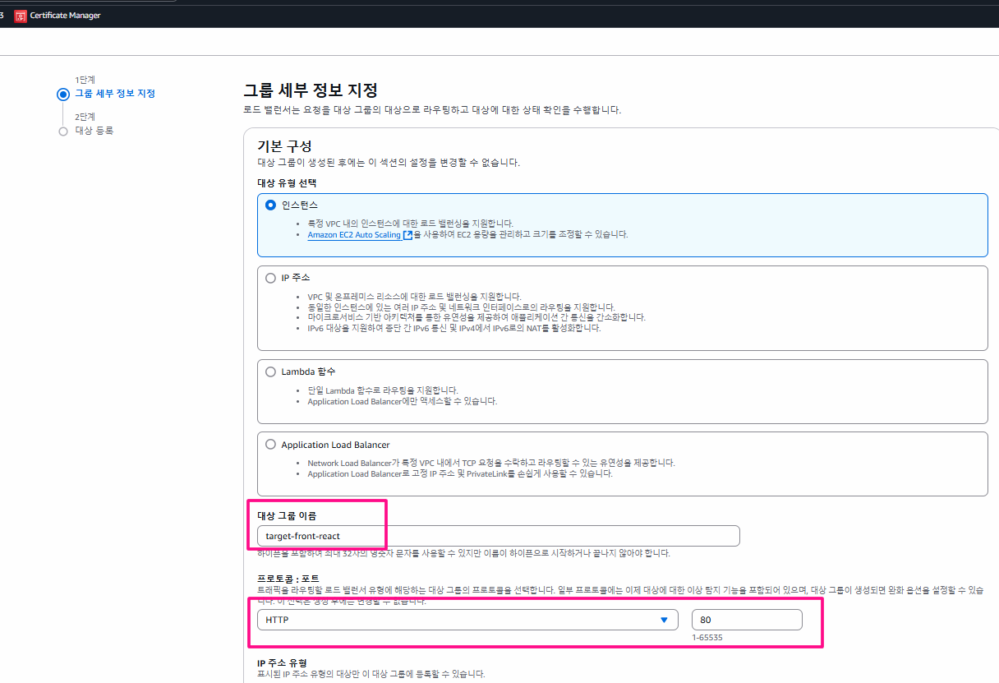 3 Certificate Manager
1단계
그룹 세부 정보 지정
2단계
대상 등록
그룹 세부 정보 지정
로드 밸런서는 요청을 대상 그룹의 대상으로 라우팅하고 대상에 대한 상태 확인을 수행합니다.
기본 구성
대상 그룹이 생성된 후에는 이 섹션의 설정을 변경할 수 없습니다.
대상 유형 선택
인스턴스
• 특정 VPC 내의 인스턴스에 대한 로드 밸런싱을 지원합니다.
• Amazon EC2 Auto Scaling 을 사용하여 EC2 용량을 관리하고 크기를 조정할 수 있습니다.
IP 주소
• VPC 및 온프레미스 리소스에 대한 로드 밸런싱을 지원합니다.
• 동일한 인스턴스에 있는 여러 IP 주소 및 네트워크 인터페이스로의 라우팅을 지원합니다.
• 마이크로서비스 기반 아키텍처를 통한 유연성을 제공하여 애플리케이션 간 통신을 간소화합니다.
• IPv6 대상을 지원하여 종단 간 IPv6 통신 및 IPv4에서 IPv6로의 NAT를 활성화합니다.
Lambda 함수
• 단일 Lambda 함수로 라우팅을 지원합니다.
• Application Load Balancer에만 액세스할 수 있습니다.
Application Load Balancer
• Network Load Balancer가 특정 VPC 내에서 TCP 요청을 수락하고 라우팅할 수 있는 유연성을 제공합니다.
• Application Load Balancer로 고정 IP 주소 및 PrivateLink를 손쉽게 사용할 수 있습니다.
대상 그룹 이름
target-front-react
하이픈을 포함하여 최대 32자의 영숫자 문자를 사용할 수 있지만 이름이 하이픈으로 시작하거나 끝나지 않아야 합니다.
프로토콜 : 포트
트래픽을 라우팅할 로드 밸런서 유형에 해당하는 대상 그룹의 프로토콜을 선택합니다. 일부 프로토콜에는 이제 대상에 대한 이상 탐지 기능을 포함되어 있으며, 대상 그룹이 생성되면 완화 옵션을 설정할 수 있습
니다. 이 선택은 생성 후에는 변경할 수 없습니다.
HTTP 80
1-65535
IP 주소 유형
표시된 IP 주소 유형의 대상만 이 대상 그룹에 등록할 수 있습니다.